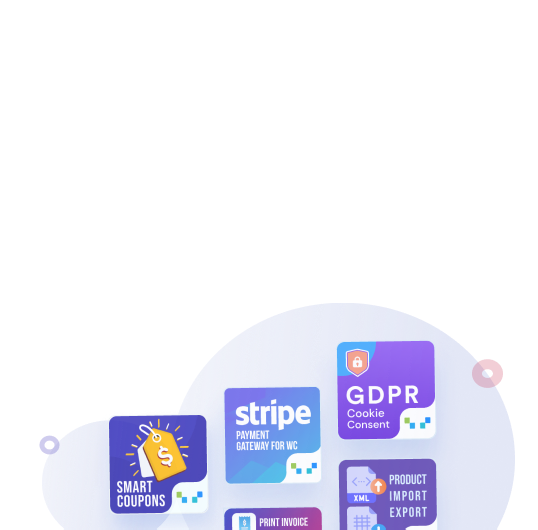 GDPR
Cookie
Consent
stripe
PAYMENT
GATEWAY FOR WC
SMART
COUPONS
$
PRODUCT
IMPORT
EXPORT
XML
PRINT INVOICE